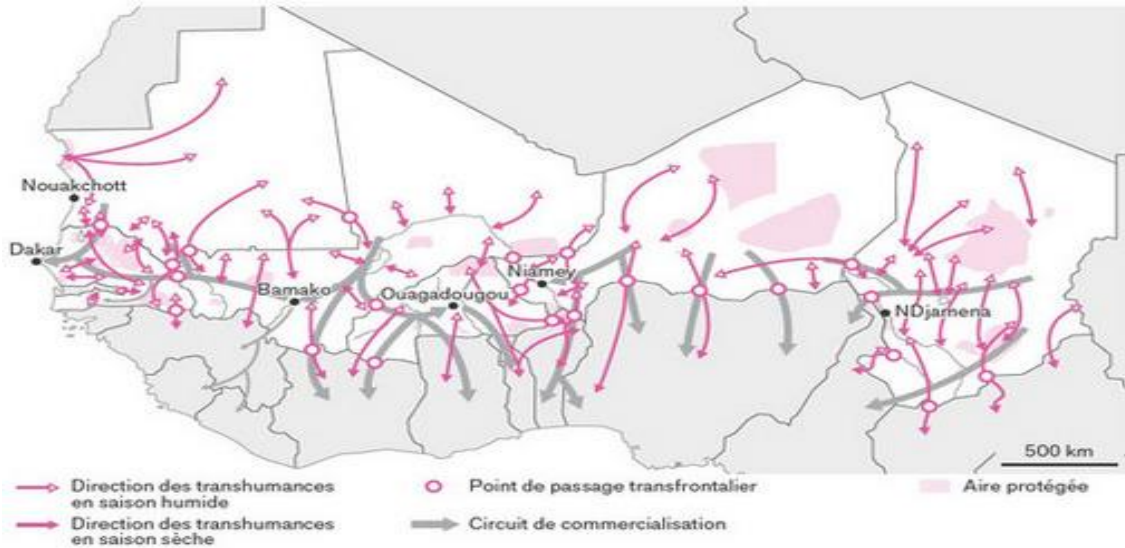 Nouakchott
Dakar
Bamako
Ouagadougou
Niamey
NDjamena
500 km
Direction des transhumances
en saison humide
Direction des transhumances
en saison sèche
Point de passage transfrontalier
Circuit de commercialisation
Aire protégée